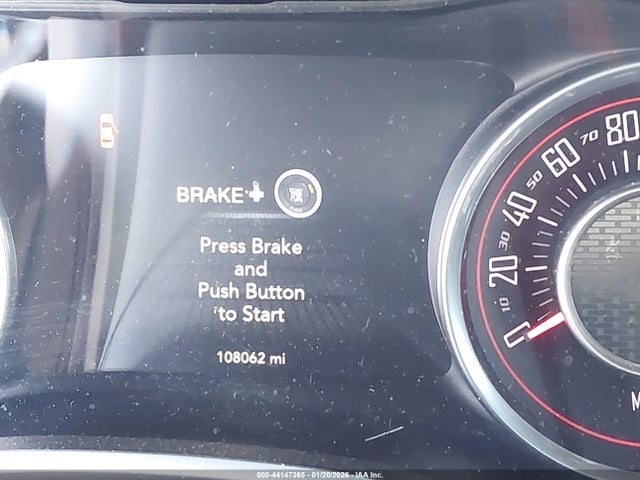 BRAKE +
Press Brake
and
Push Button
to Start
108062 mi
0 10 20 30 40 50 60 70 80
000-44147365 - 01/20/2026 - IAA Inc.